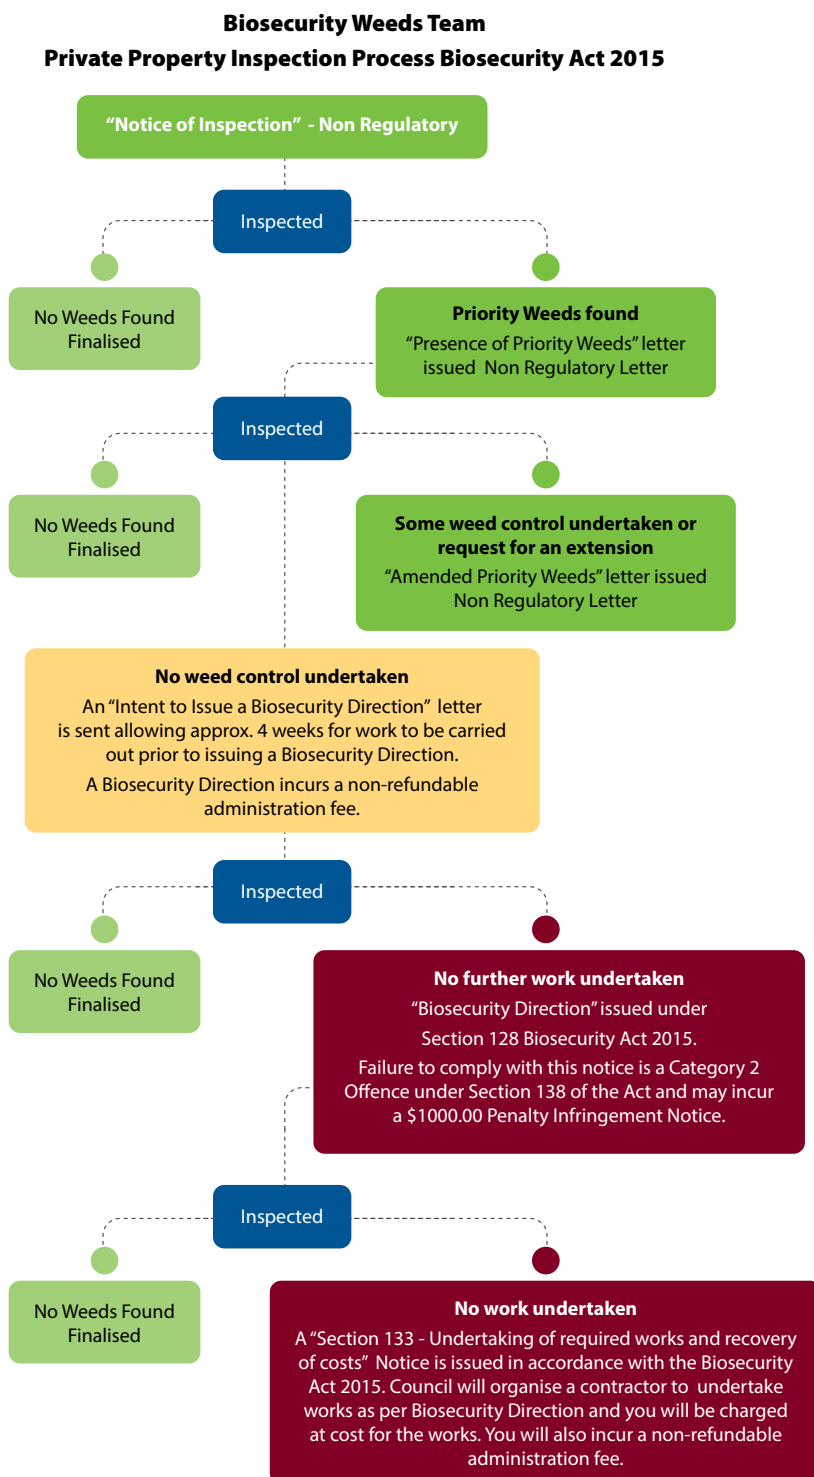 Biosecurity Weeds Team
Private Property Inspection Process Biosecurity Act 2015
“Notice of Inspection” - Non Regulatory
Inspected
No Weeds Found
Finalised
Priority Weeds found
“Presence of Priority Weeds” letter
issued Non Regulatory Letter
Inspected
No Weeds Found
Finalised
Some weed control undertaken or
request for an extension
“Amended Priority Weeds” letter issued
Non Regulatory Letter
No weed control undertaken
An “Intent to Issue a Biosecurity Direction” letter
is sent allowing approx. 4 weeks for work to be carried
out prior to issuing a Biosecurity Direction.
A Biosecurity Direction incurs a non-refundable
administration fee.
Inspected
No Weeds Found
Finalised
No further work undertaken
“Biosecurity Direction” issued under
Section 128 Biosecurity Act 2015.
Failure to comply with this notice is a Category 2
Offence under Section 138 of the Act and may incur
a $1000.00 Penalty Infringement Notice.
Inspected
No Weeds Found
Finalised
No work undertaken
A “Section 133 - Undertaking of required works and recovery
of costs” Notice is issued in accordance with the Biosecurity
Act 2015. Council will organise a contractor to undertake
works as per Biosecurity Direction and you will be charged
at cost for the works. You will also incur a non-refundable
administration fee.